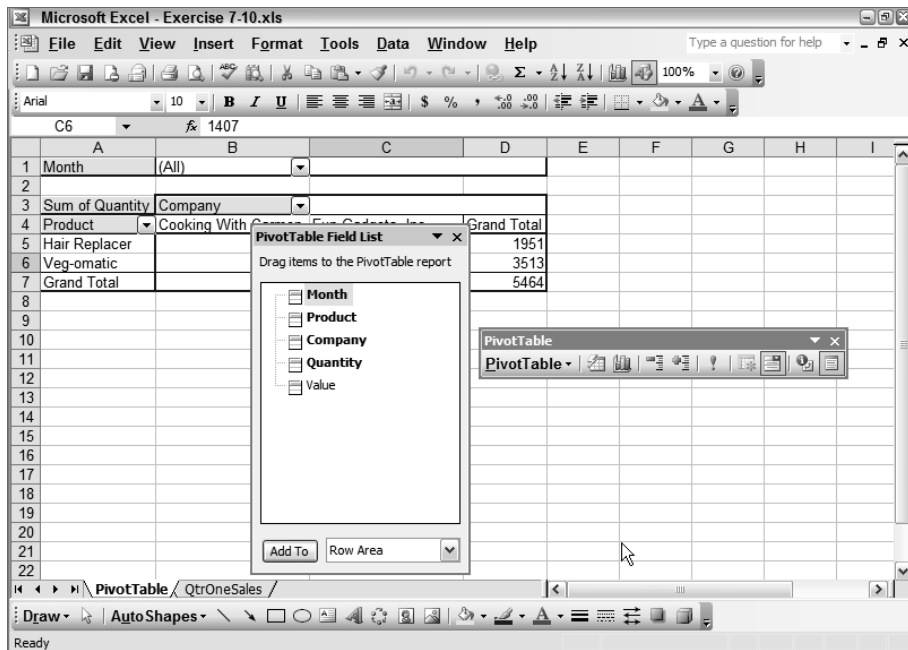 Microsoft Excel - Exercise 7-10.xls
File Edit View Insert Format Tools Data Window Help Type a question for help
100%
Arial 10 B I U $ % , .00
C6 fx 1407
A B C D E F G H I
1 Month (All)
2
3 Sum of Quantity Company
4 Product Cooking With Grand Total
5 Hair Replacer 1951
6 Veg-omatic 3513
7 Grand Total 5464
8
9
10
11
12
13
14
15
16
17
18
19
20
21
22
PivotTable Field List
Drag items to the PivotTable report
Month
Product
Company
Quantity
Value
Add To Row Area
PivotTable
PivotTable
PivotTable QtrOneSales
Draw AutoShapes
Ready